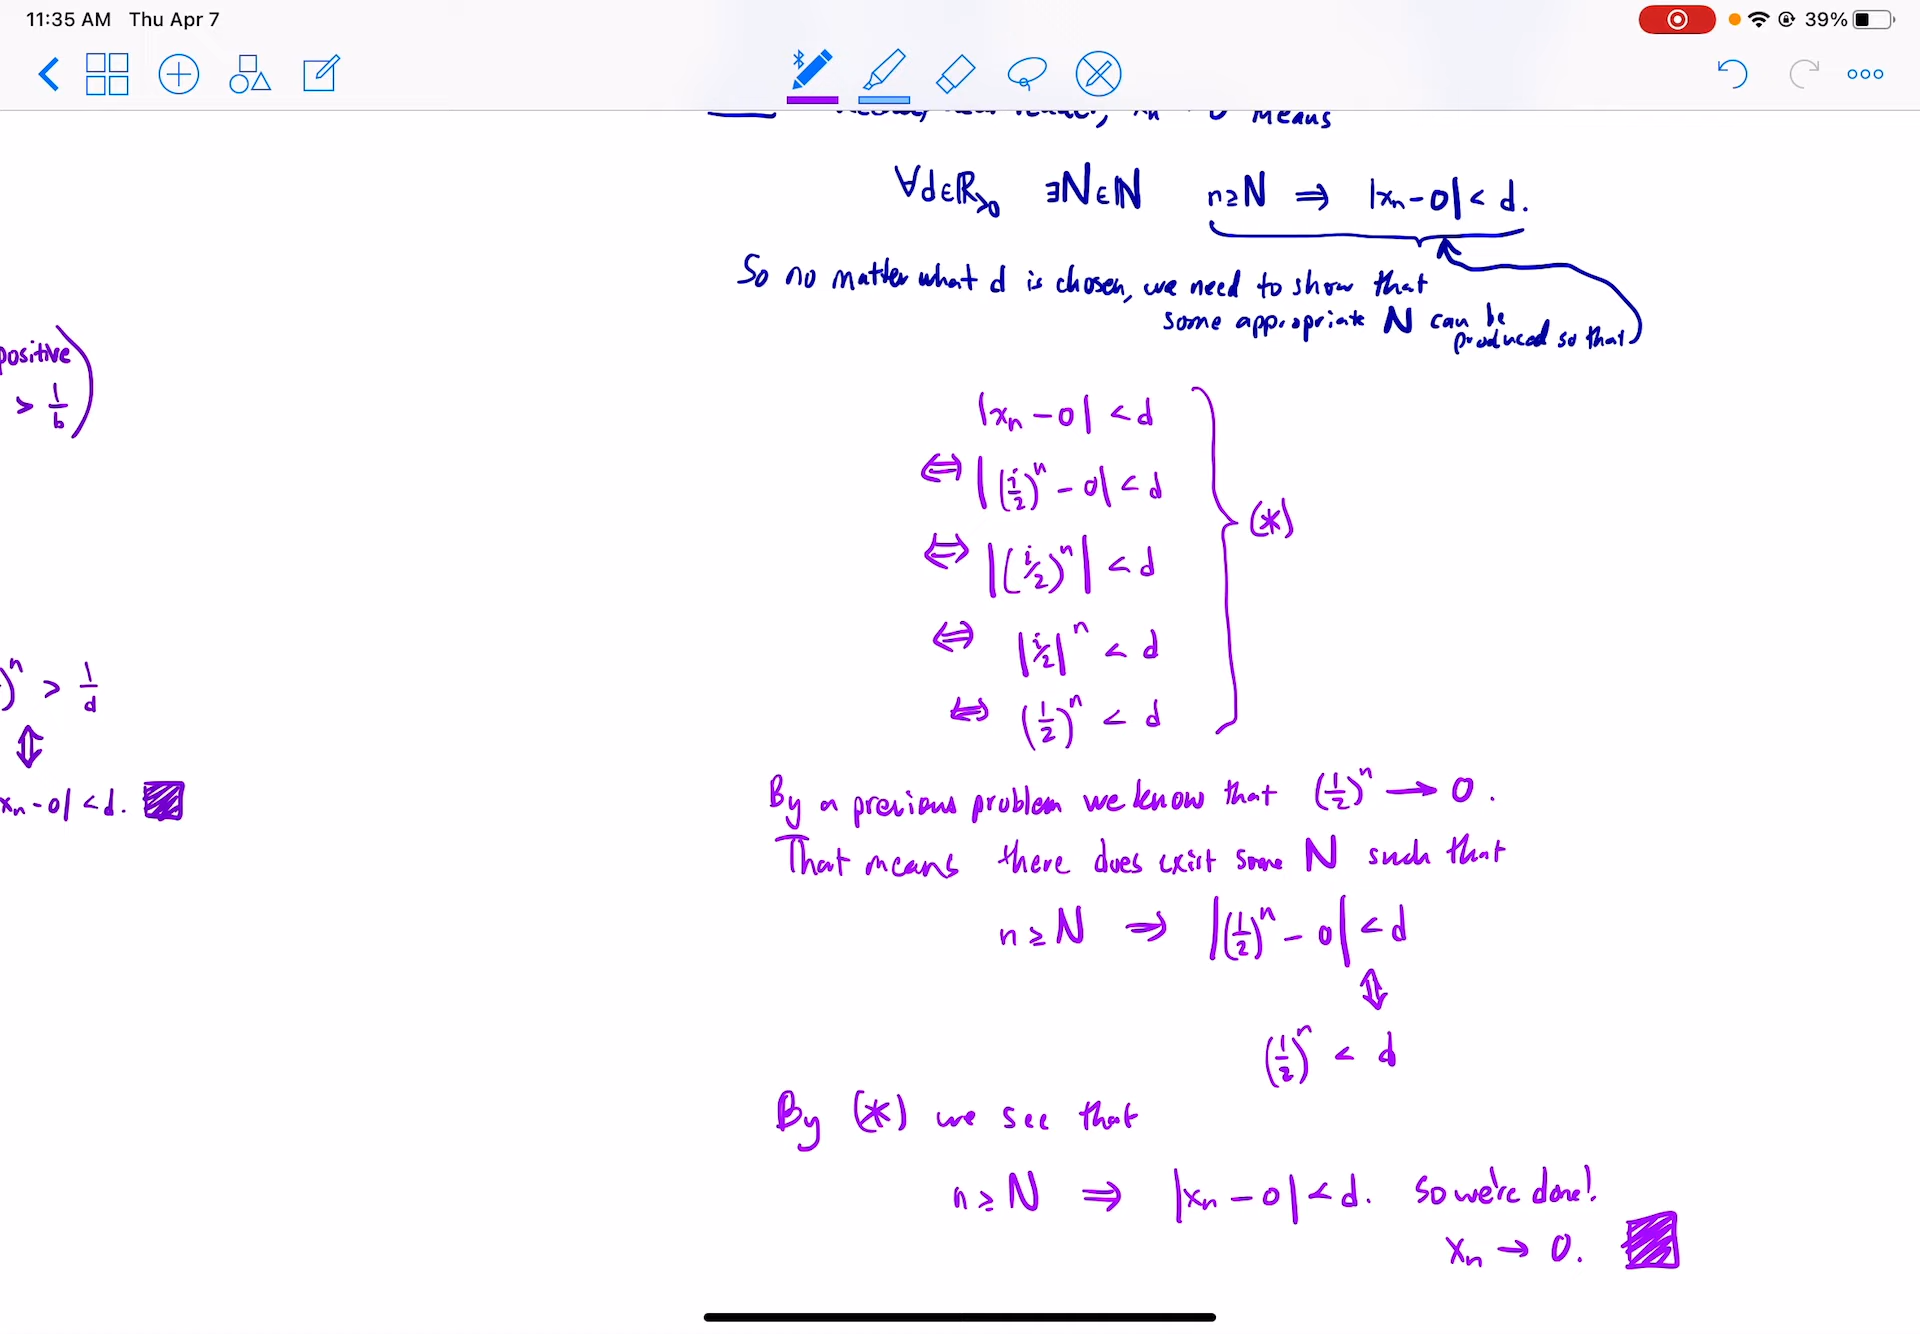 11:35 AM Thu Apr 7
39%
xₙ → 0 means
∀d∈ℝ>0 ∃N∈ℕ n≥N ⇒ |xₙ-0| < d.
So no matter what d is chosen, we need to show that
some appropriate N can be
produced so that
|xₙ-0| < d
⇔ |(i/2)ⁿ - 0| < d
⇔ |(i/2)ⁿ| < d
⇔ |i/2|ⁿ < d
⇔ (1/2)ⁿ < d
(*)
By a previous problem we know that (1/2)ⁿ → 0.
That means there does exist some N such that
n≥N ⇒ |(1/2)ⁿ - 0| < d
⇕
(1/2)ⁿ < d
By (*) we see that
n≥N ⇒ |xₙ-0| < d. So we're done!
xₙ → 0.
positive
> 1/b)
)ⁿ > 1/d
⇕
xₙ-0| < d.